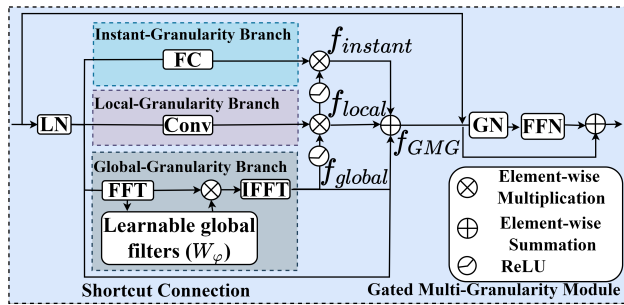 Instant-Granularity Branch
FC
f_instant
Local-Granularity Branch
LN
Conv
f_local
GN
FFN
f_GMG
Global-Granularity Branch
FFT
IFFT
f_global
Learnable global
filters (W_φ)
Element-wise
Multiplication
Element-wise
Summation
ReLU
Shortcut Connection
Gated Multi-Granularity Module